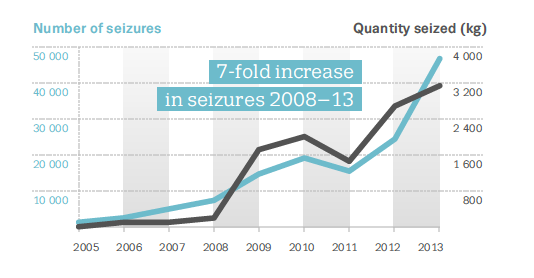 Number of seizures
Quantity seized (kg)
50 000
4 000
7-fold increase
in seizures 2008–13
40 000
3 200
30 000
2 400
20 000
1 600
10 000
800
2005 2006 2007 2008 2009 2010 2011 2012 2013